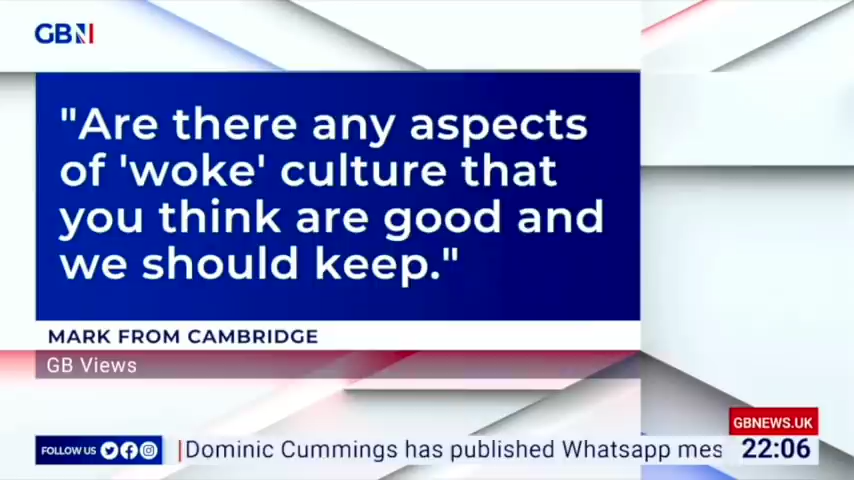 GBN
"Are there any aspects
of 'woke' culture that
you think are good and
we should keep."
MARK FROM CAMBRIDGE
GB Views
GBNEWS.UK
FOLLOW US
Dominic Cummings has published Whatsapp mes
22:06